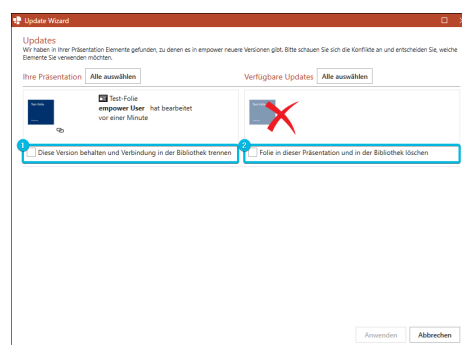 Update Wizard
Updates
Wir haben in Ihrer Präsentation Elemente gefunden, zu denen es in empower neuere Versionen gibt. Bitte schauen Sie sich die Konflikte an und entscheiden Sie, welche
Elemente Sie verwenden möchten.
Ihre Präsentation Alle auswählen
Verfügbare Updates Alle auswählen
Test-Folie
empower User hat bearbeitet
vor einer Minute
1 Diese Version behalten und Verbindung in der Bibliothek trennen
2 Folie in dieser Präsentation und in der Bibliothek löschen
Anwenden Abbrechen